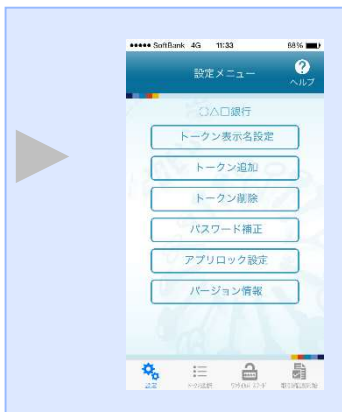 SoftBank 4G 11:33 88%
設定メニュー
?
ヘルプ
○△□銀行
トークン表示名設定
トークン追加
トークン削除
パスワード補正
アプリロック設定
バージョン情報
設定